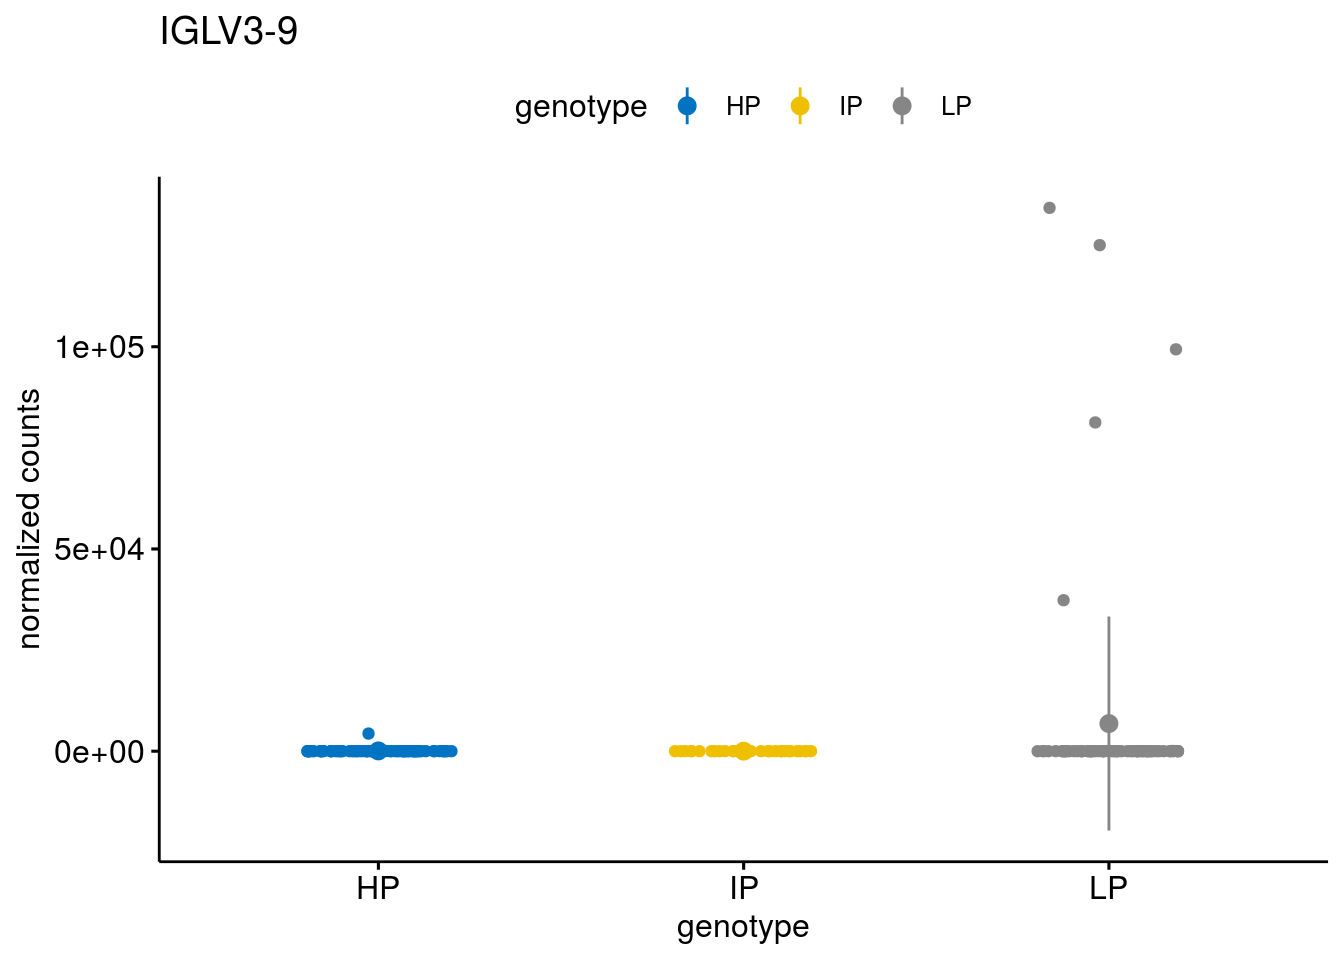 IGLV3-9
genotype HP IP LP
1e+05
5e+04
0e+00
normalized counts
HP IP LP
genotype